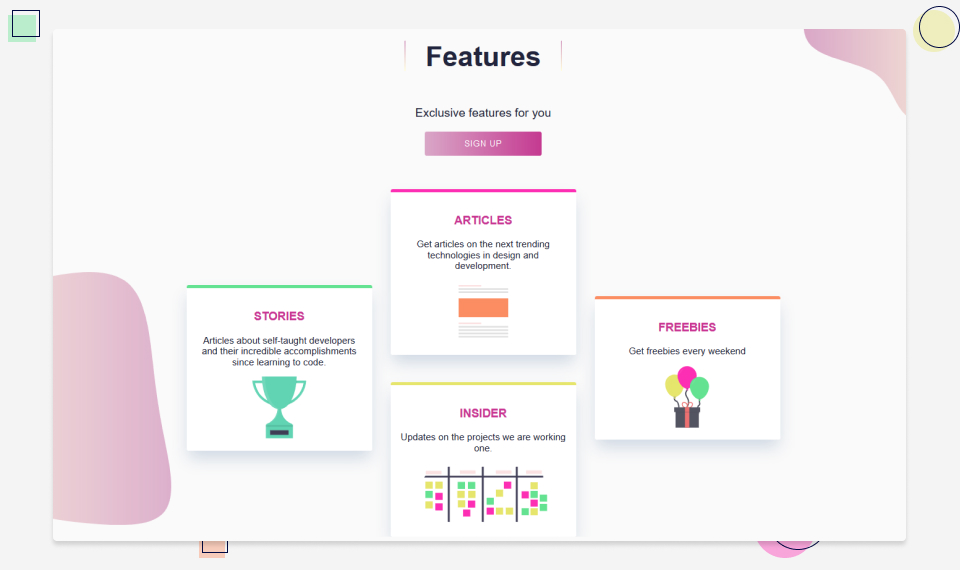 Features
Exclusive features for you
SIGN UP
ARTICLES
Get articles on the next trending
technologies in design and
development.
STORIES
Articles about self-taught developers
and their incredible accomplishments
since learning to code.
FREEBIES
Get freebies every weekend
INSIDER
Updates on the projects we are working
one.